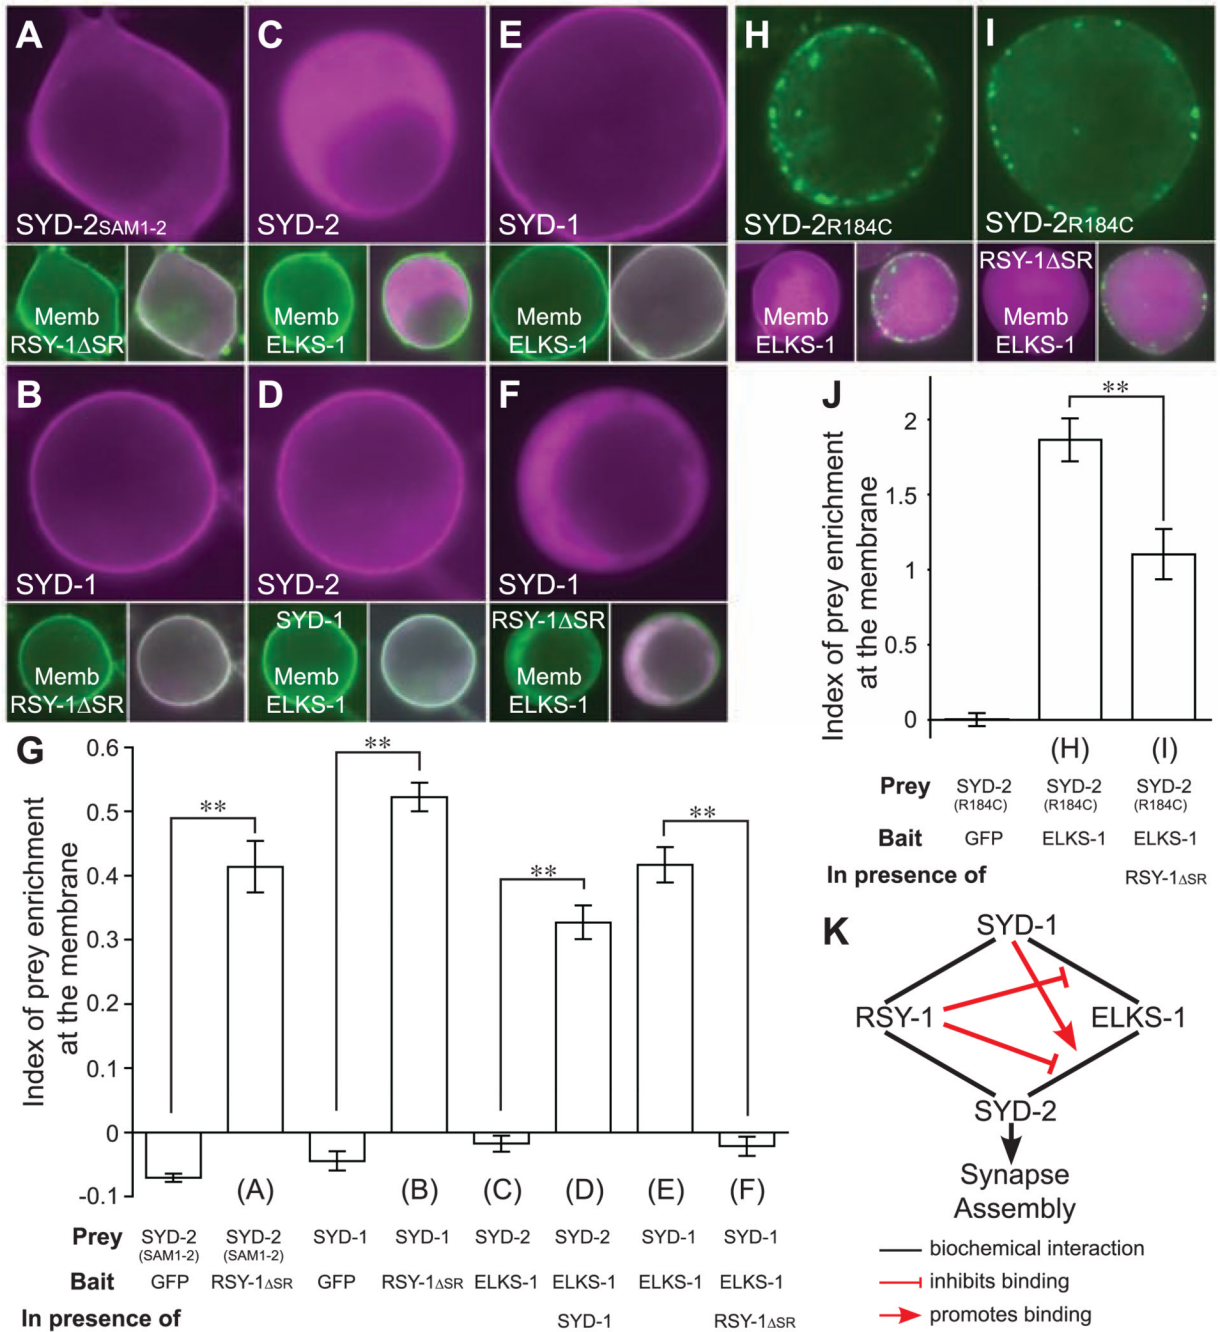 A
SYD-2SAM1-2
Memb
RSY-1ΔSR
C
SYD-2
Memb
ELKS-1
E
SYD-1
Memb
ELKS-1
H
SYD-2R184C
Memb
ELKS-1
I
SYD-2R184C
RSY-1ΔSR
Memb
ELKS-1
B
SYD-1
Memb
RSY-1ΔSR
D
SYD-2
SYD-1
Memb
ELKS-1
F
SYD-1
RSY-1ΔSR
Memb
ELKS-1
J
Index of prey enrichment
at the membrane
2
1.5
1
0.5
0
**
(H) (I)
Prey SYD-2 SYD-2 SYD-2
(R184C) (R184C) (R184C)
Bait GFP ELKS-1 ELKS-1
In presence of RSY-1ΔSR
G
Index of prey enrichment
at the membrane
0.6
0.5
0.4
0.3
0.2
0.1
0
-0.1
** ** ** **
(A) (B) (C) (D) (E) (F)
Prey SYD-2 SYD-2 SYD-1 SYD-1 SYD-2 SYD-2 SYD-1 SYD-1
(SAM1-2) (SAM1-2)
Bait GFP RSY-1ΔSR GFP RSY-1ΔSR ELKS-1 ELKS-1 ELKS-1 ELKS-1
In presence of SYD-1 RSY-1ΔSR
K
SYD-1
RSY-1 ELKS-1
SYD-2
Synapse
Assembly
biochemical interaction
inhibits binding
promotes binding